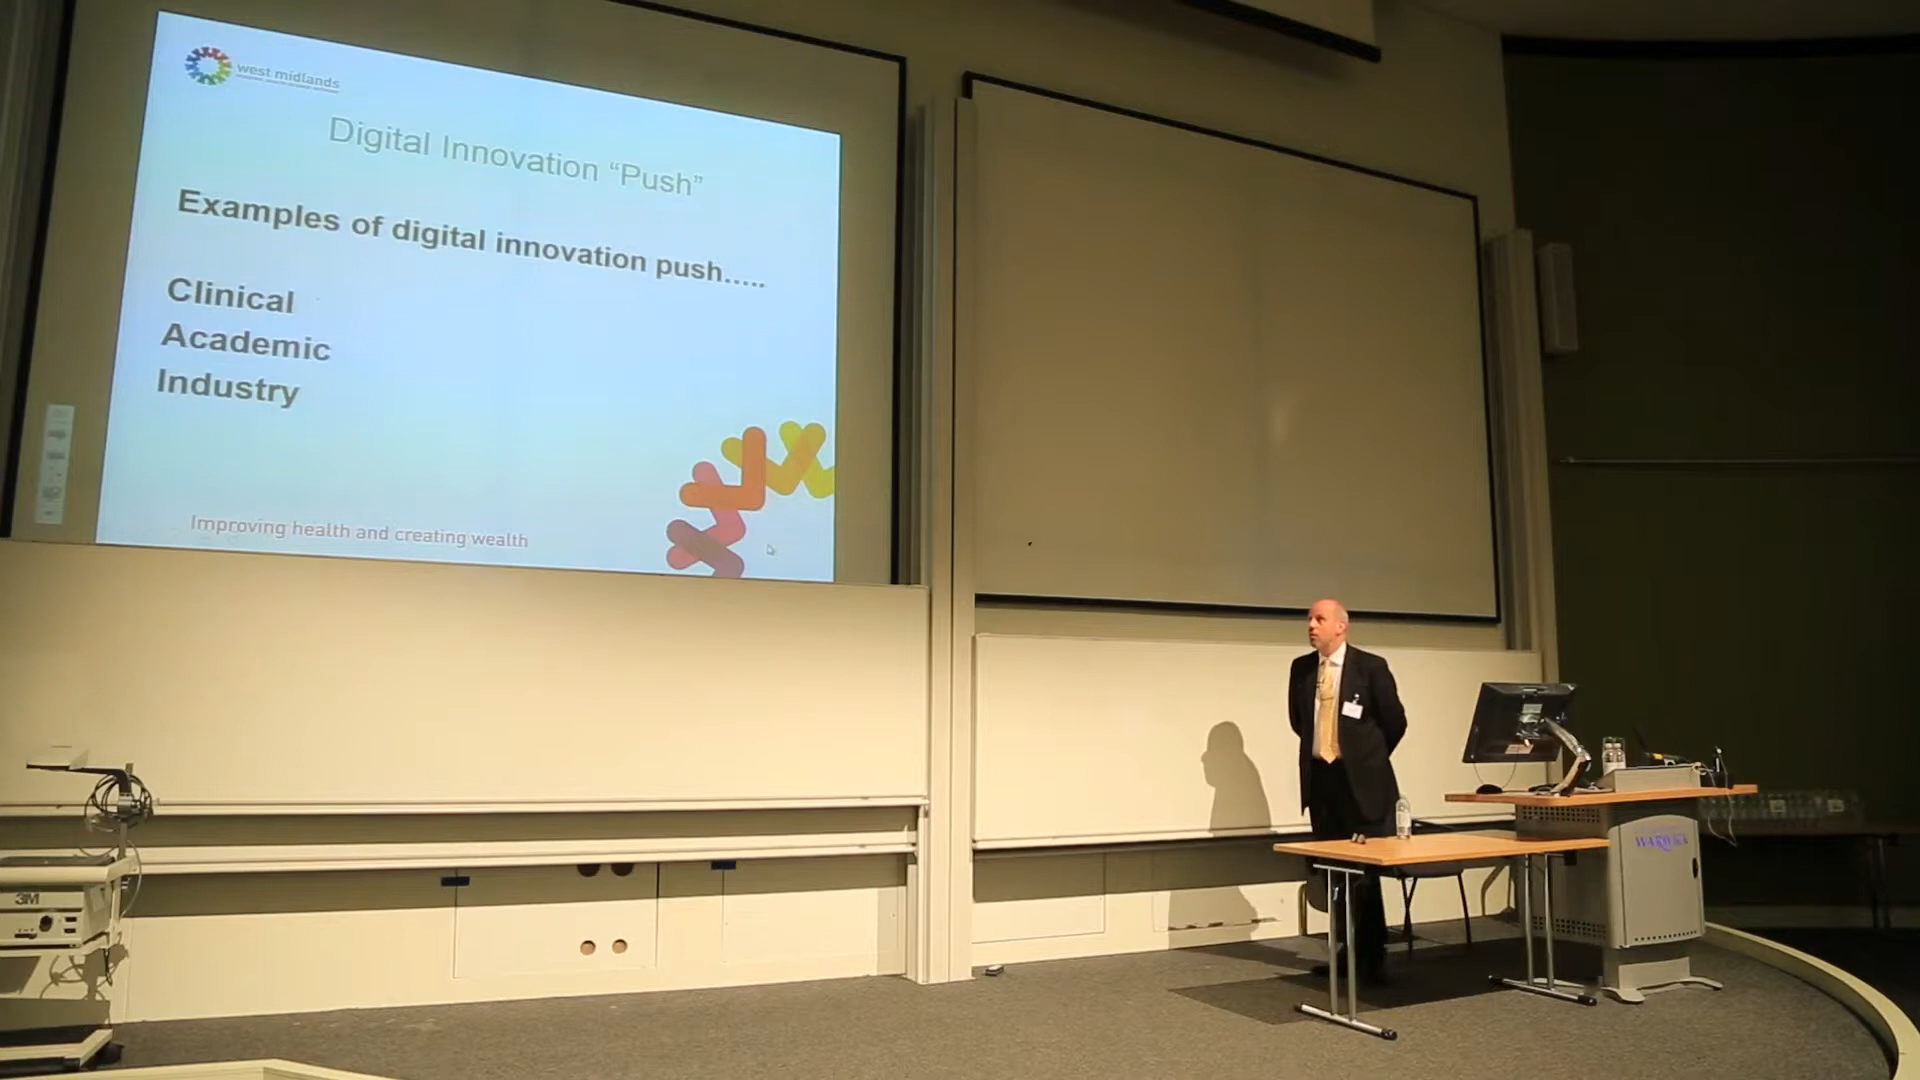 west midlands
Digital Innovation “Push”
Examples of digital innovation push.....
Clinical
Academic
Industry
Improving health and creating wealth
3M
WARWICK